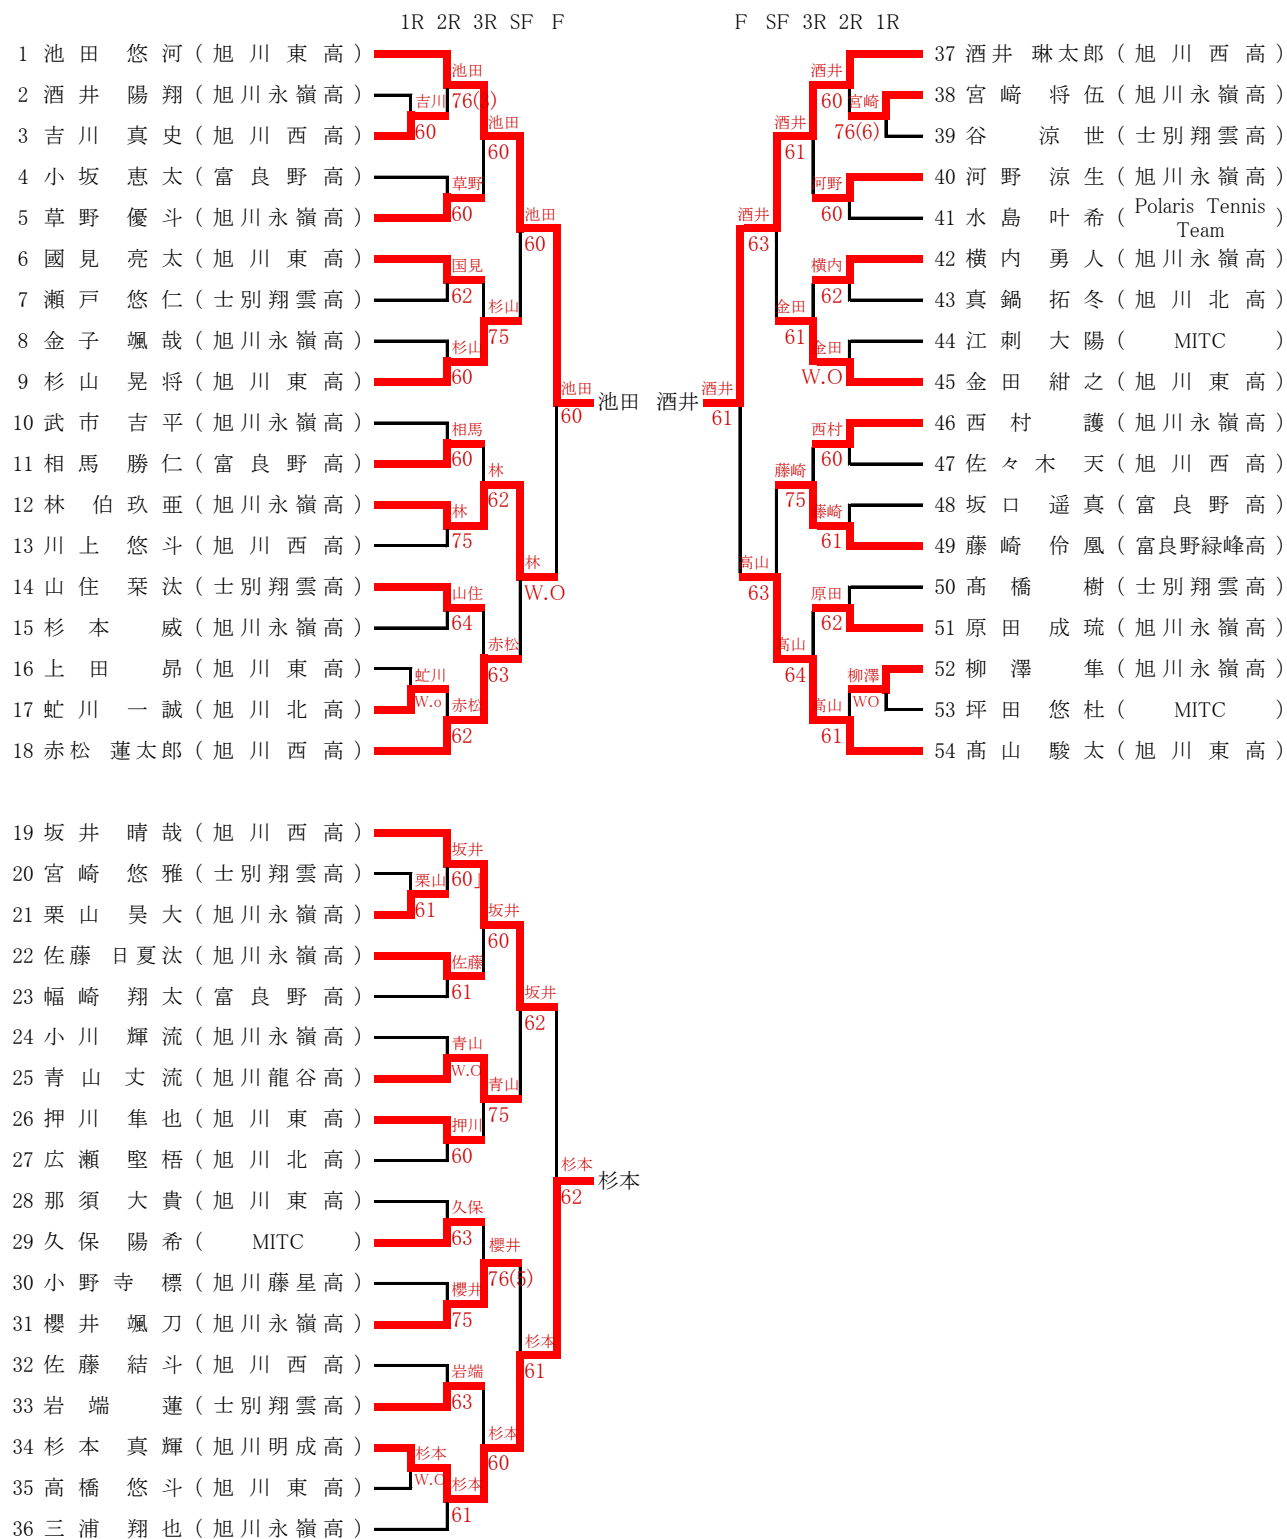 1R 2R 3R SF F
1 池田 悠河 (旭川東高)
2 酒井 陽翔 (旭川永嶺高)
3 吉川 真史 (旭川西高)
4 小坂 恵太 (富良野高)
5 草野 優斗 (旭川永嶺高)
6 國見 亮太 (旭川東高)
7 瀬戸 悠仁 (士別翔雲高)
8 金子 颯哉 (旭川永嶺高)
9 杉山 晃将 (旭川東高)
10 武市 吉平 (旭川永嶺高)
11 相馬 勝仁 (富良野高)
12 林 伯玖亜 (旭川永嶺高)
13 川上 悠斗 (旭川西高)
14 山住 栞汰 (士別翔雲高)
15 杉本 威 (旭川永嶺高)
16 上田 昴 (旭川東高)
17 虻川 一誠 (旭川北高)
18 赤松 蓮太郎 (旭川西高)
吉川
60
虻川
W.o
池田
76(3)
草野
60
国見
62
杉山
60
相馬
60
林
75
山住
64
赤松
62
池田
60
杉山
75
林
62
赤松
63
池田
60
林
W.O
池田
60
池田
F SF 3R 2R 1R
37 酒井 琳太郎 (旭川西高)
38 宮﨑 将伍 (旭川永嶺高)
39 谷 涼世 (士別翔雲高)
40 河野 涼生 (旭川永嶺高)
41 水島 叶希 (Polaris Tennis Team)
42 横内 勇人 (旭川永嶺高)
43 真鍋 拓冬 (旭川北高)
44 江刺 大陽 (MITC)
45 金田 紺之 (旭川東高)
46 西村 護 (旭川永嶺高)
47 佐々木 天 (旭川西高)
48 坂口 遥真 (富良野高)
49 藤崎 伶凰 (富良野緑峰高)
50 髙橋 樹 (士別翔雲高)
51 原田 成琉 (旭川永嶺高)
52 柳澤 隼 (旭川永嶺高)
53 坪田 悠杜 (MITC)
54 髙山 駿太 (旭川東高)
宮崎
76(6)
柳澤
WO
酒井
60
河野
60
横内
62
金田
W.O
西村
60
藤崎
61
原田
62
高山
61
酒井
61
金田
61
藤崎
75
高山
64
酒井
63
高山
63
酒井
61
酒井
19 坂井 晴哉 (旭川西高)
20 宮崎 悠雅 (士別翔雲高)
21 栗山 昊大 (旭川永嶺高)
22 佐藤 日夏汰 (旭川永嶺高)
23 幅崎 翔太 (富良野高)
24 小川 輝流 (旭川永嶺高)
25 青山 丈流 (旭川龍谷高)
26 押川 隼也 (旭川東高)
27 広瀬 堅梧 (旭川北高)
28 那須 大貴 (旭川東高)
29 久保 陽希 (MITC)
30 小野寺 標 (旭川藤星高)
31 櫻井 颯刀 (旭川永嶺高)
32 佐藤 結斗 (旭川西高)
33 岩端 蓮 (士別翔雲高)
34 杉本 真輝 (旭川明成高)
35 高橋 悠斗 (旭川東高)
36 三浦 翔也 (旭川永嶺高)
栗山
61
杉本
W.O
坂井
60」
佐藤
61
青山
W.O
押川
60
久保
63
櫻井
75
岩端
63
杉本
61
坂井
60
青山
75
櫻井
76(5)
杉本
60
坂井
62
杉本
61
杉本
62
杉本